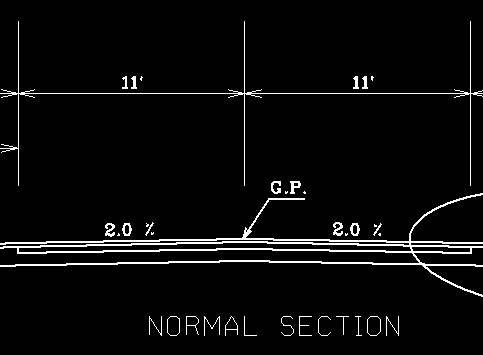 11' 11'
G.P.
2.0 % 2.0 %
NORMAL SECTION